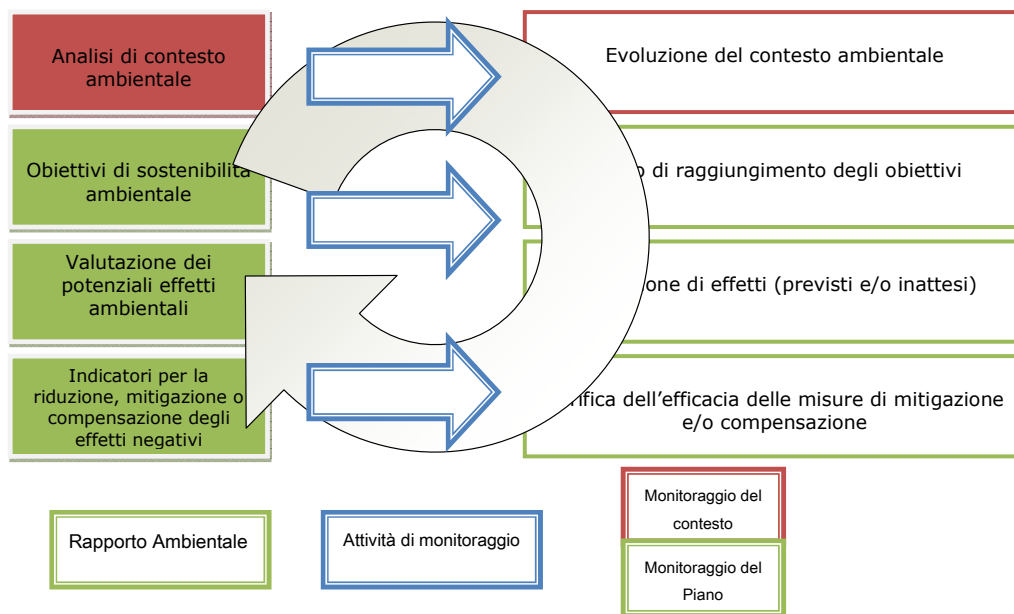 Analisi di contesto
ambientale
Evoluzione del contesto ambientale
Obiettivi di sostenibilità
ambientale
di raggiungimento degli obiettivi
Valutazione dei
potenziali effetti
ambientali
di effetti (previsti e/o inattesi)
Indicatori per la
riduzione, mitigazione o
compensazione degli
effetti negativi
dell’efficacia delle misure di mitigazione
e/o compensazione
Rapporto Ambientale
Attività di monitoraggio
Monitoraggio del
contesto
Monitoraggio del
Piano